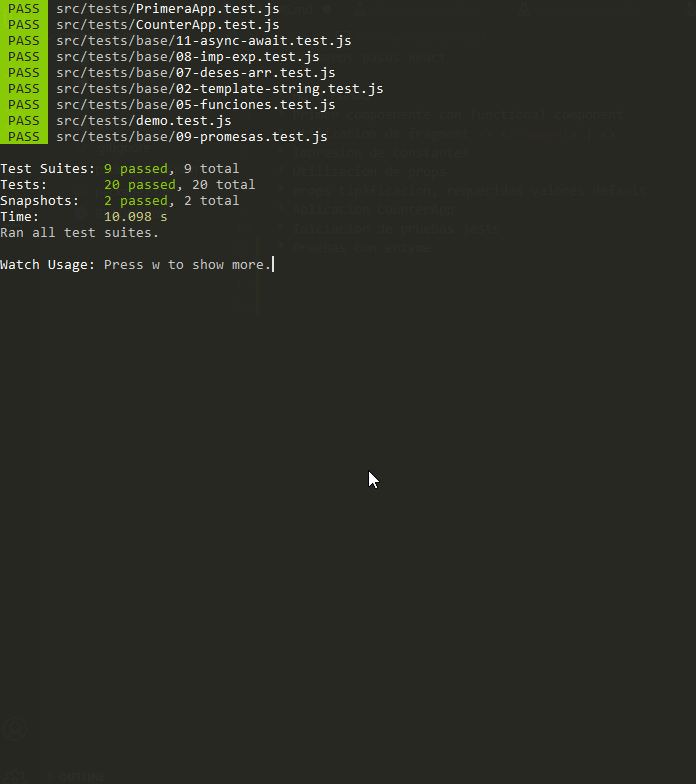 PASS src/tests/PrimeraApp.test.js
PASS src/tests/CounterApp.test.js
PASS src/tests/base/11-async-await.test.js
PASS src/tests/base/08-imp-exp.test.js
PASS src/tests/base/07-deses-arr.test.js
PASS src/tests/base/02-template-string.test.js
PASS src/tests/base/05-funciones.test.js
PASS src/tests/demo.test.js
PASS src/tests/base/09-promesas.test.js
Test Suites: 9 passed, 9 total
Tests: 20 passed, 20 total
Snapshots: 2 passed, 2 total
Time: 10.098 s
Ran all test suites.
Watch Usage: Press w to show more.